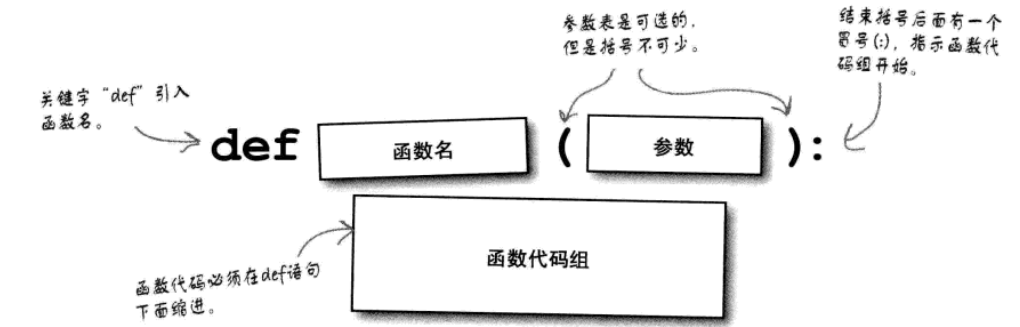 参数表是可选的，
但是括号不可少。
结束括号后面有一个
冒号(:)，指示函数代
码组开始。
关键字“def”引入
函数名。
def 函数名 ( 参数 ):
函数代码组
函数代码必须在def语句
下面缩进。